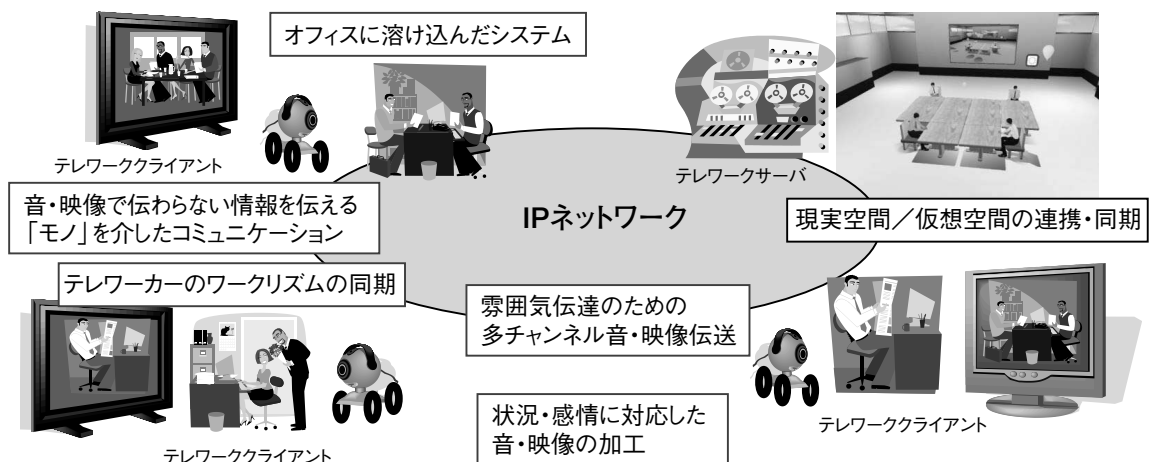 オフィスに溶け込んだシステム
テレワーククライアント
テレワークサーバ
音・映像で伝わらない情報を伝える
「モノ」を介したコミュニケーション
IPネットワーク
現実空間／仮想空間の連携・同期
テレワーカーのワークリズムの同期
雰囲気伝達のための
多チャンネル音・映像伝送
状況・感情に対応した
音・映像の加工
テレワーククライアント
テレワーククライアント